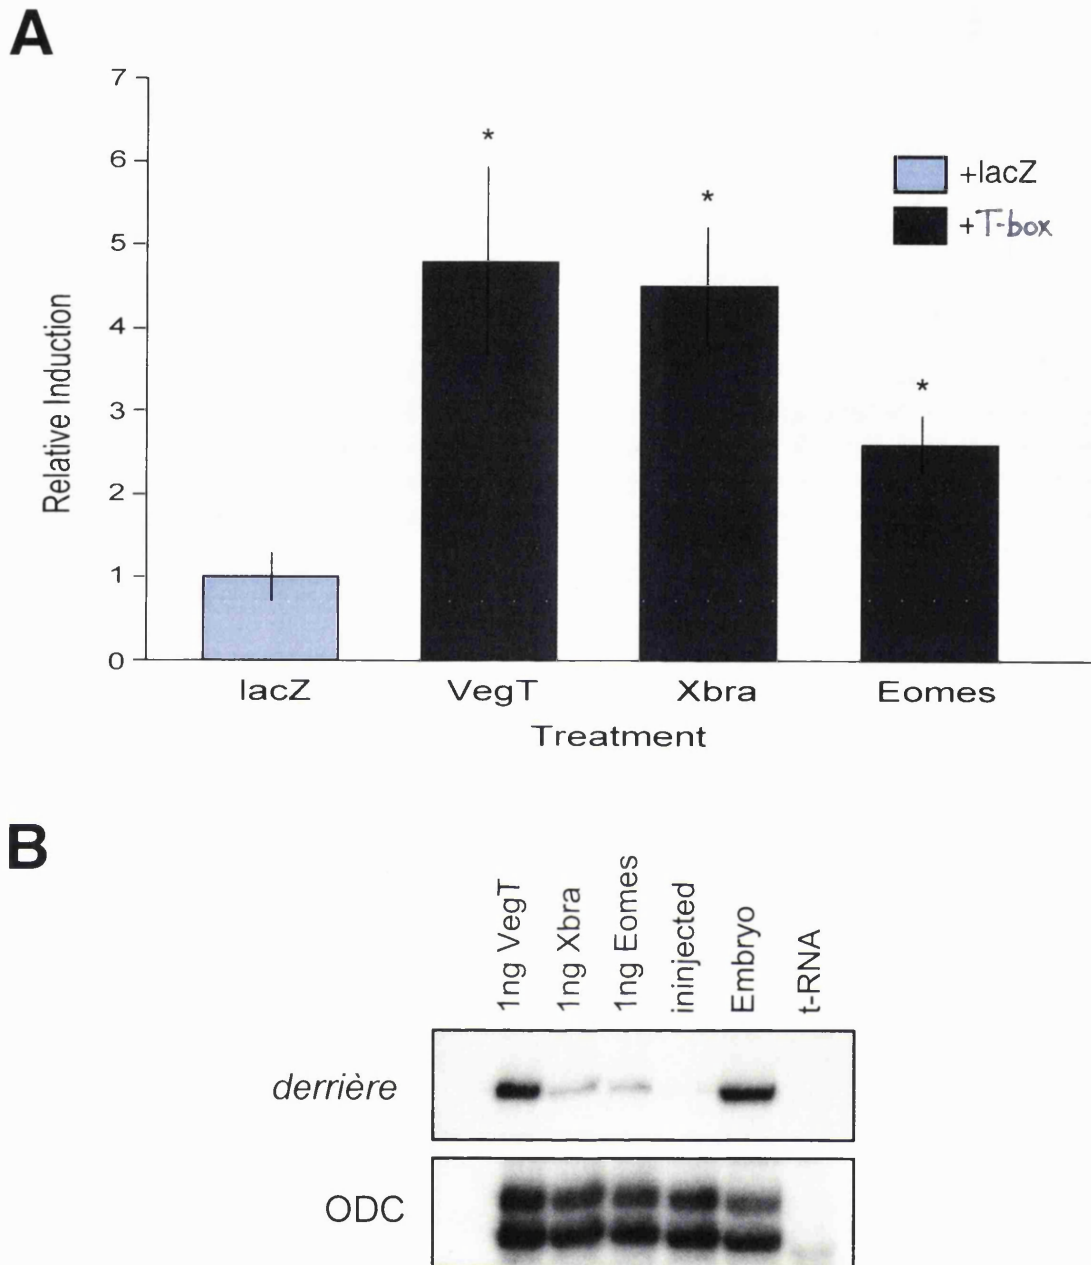 A
7
6
5
4
3
2
1
0
Relative Induction
*
*
*
+lacZ
+T-box
lacZ VegT Xbra Eomes
Treatment
B
1ng VegT
1ng Xbra
1ng Eomes
ininjected
Embryo
t-RNA
derrière
ODC